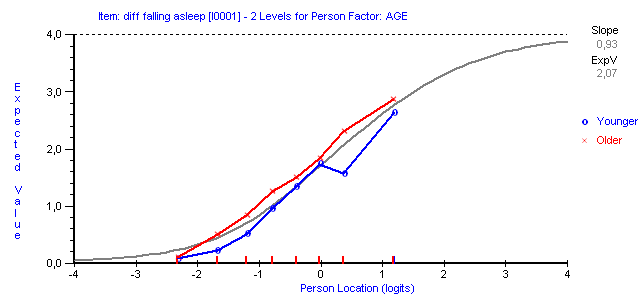 Item: diff falling asleep [I0001] - 2 Levels for Person Factor: AGE
Slope
0,93
ExpV
2,07
Younger
Older
Expected Value
4,0
3,0
2,0
1,0
0,0
-4 -3 -2 -1 0 1 2 3 4
Person Location (logits)